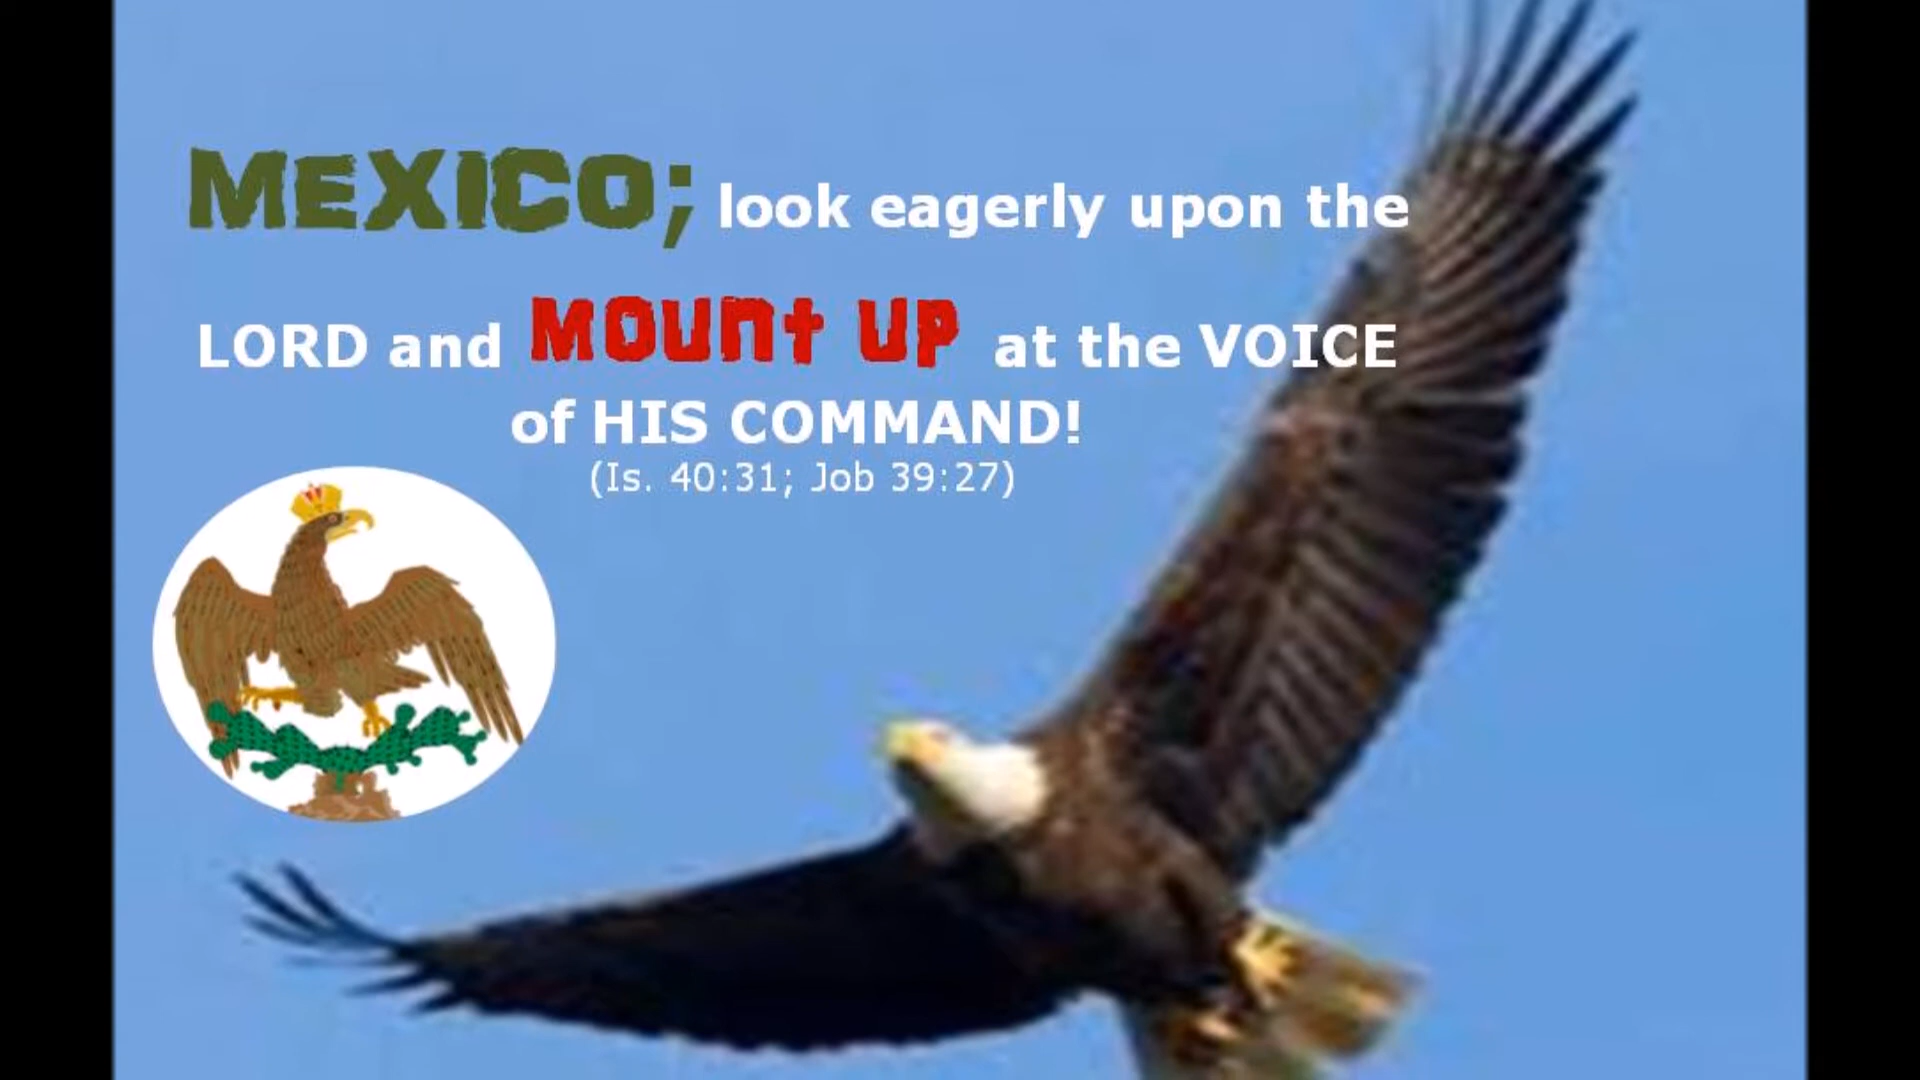 MEXICO; look eagerly upon the
LORD and MOUNT UP at the VOICE
of HIS COMMAND!
(Is. 40:31; Job 39:27)